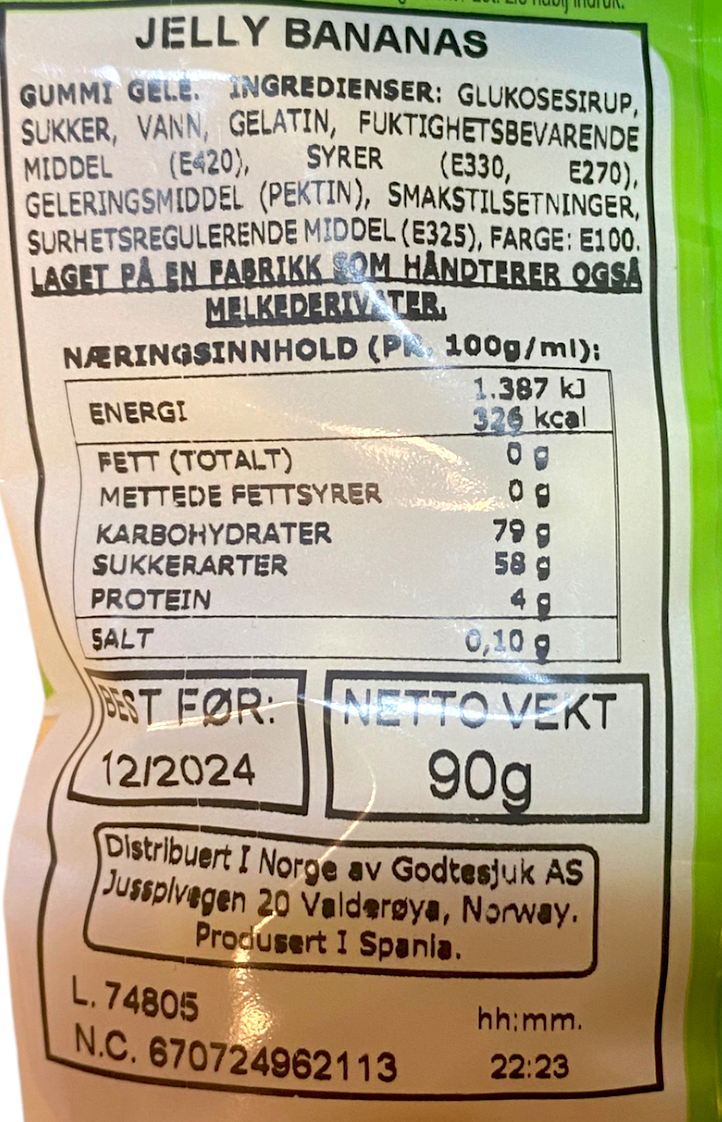 JELLY BANANAS
GUMMI GELÈ. INGREDIENSER: GLUKOSESIRUP,
SUKKER, VANN, GELATIN, FUKTIGHETSBEVARENDE
MIDDEL (E420), SYRER (E330, E270),
GELERINGSMIDDEL (PEKTIN), SMAKSTILSETNINGER,
SURHETSREGULERENDE MIDDEL (E325), FARGE: E100.
LAGET PÅ EN FABRIKK SOM HÅNDTERER OGSÅ
MELKEDERIVATER.
NÆRINGSINNHOLD (PR. 100g/ml):
ENERGI 1.387 kJ
326 kcal
FETT (TOTALT) 0 g
METTEDE FETTSYRER 0 g
KARBOHYDRATER 79 g
SUKKERARTER 58 g
PROTEIN 4 g
SALT 0,10 g
BEST FØR:
12/2024
NETTO VEKT
90g
Distribuert I Norge av Godtesjuk AS
Jussplvegen 20 Valderøya, Norway.
Produsert I Spania.
L. 74805
N.C. 670724962113
hh:mm.
22:23